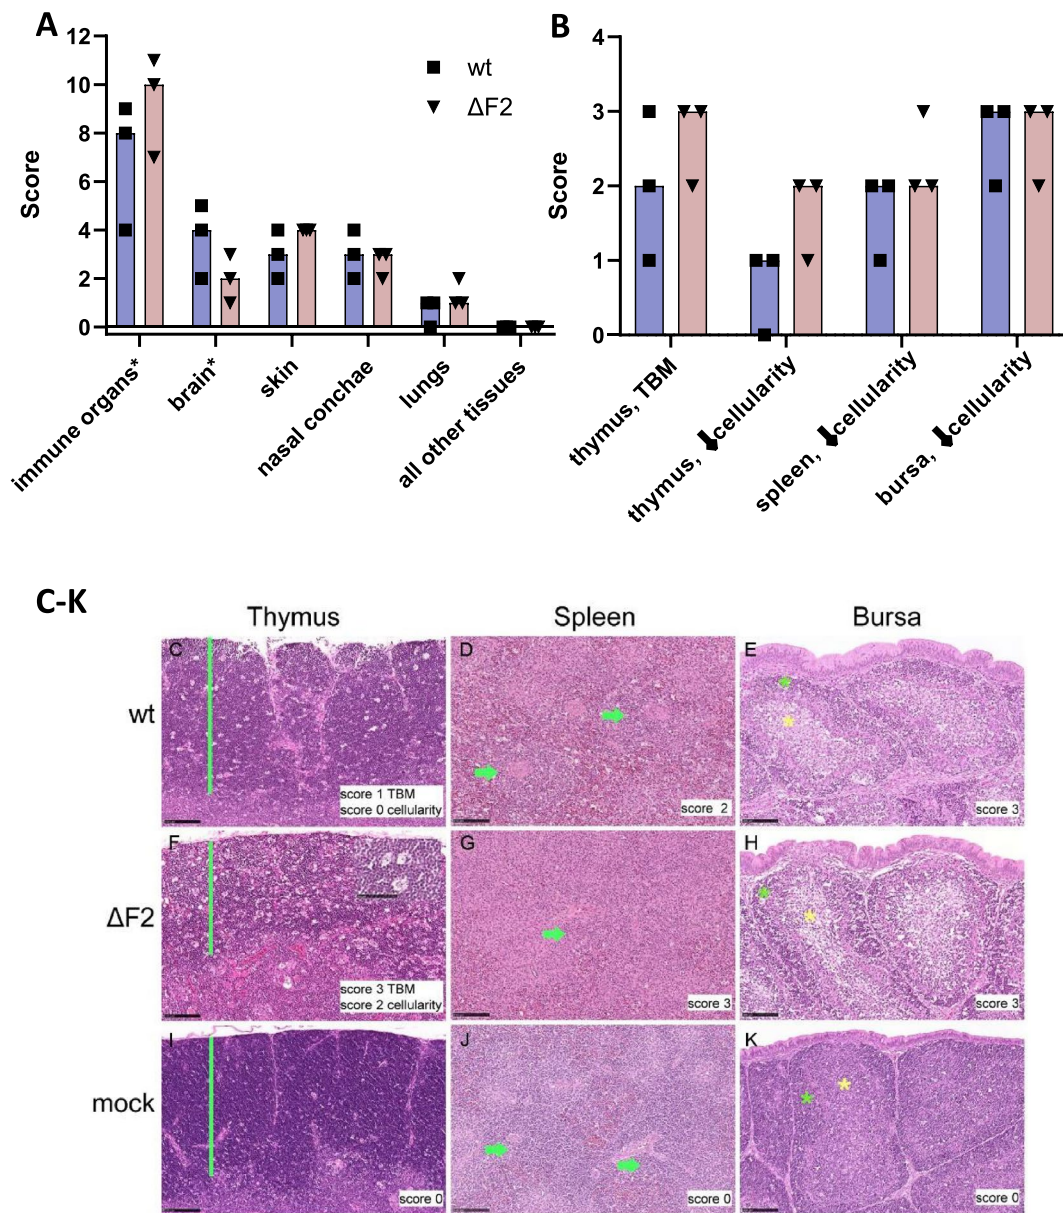 A
B
12
10
8
6
4
2
0
Score
wt
ΔF2
immune organs*
brain*
skin
nasal conchae
lungs
all other tissues
4
3
2
1
0
Score
thymus, TBM
thymus, cellularity
spleen, cellularity
bursa, cellularity
C-K
Thymus
Spleen
Bursa
wt
C
score 1 TBM
score 0 cellularity
D
score 2
E
score 3
ΔF2
F
score 3 TBM
score 2 cellularity
G
score 3
H
score 3
mock
I
score 0
J
score 0
K
score 0